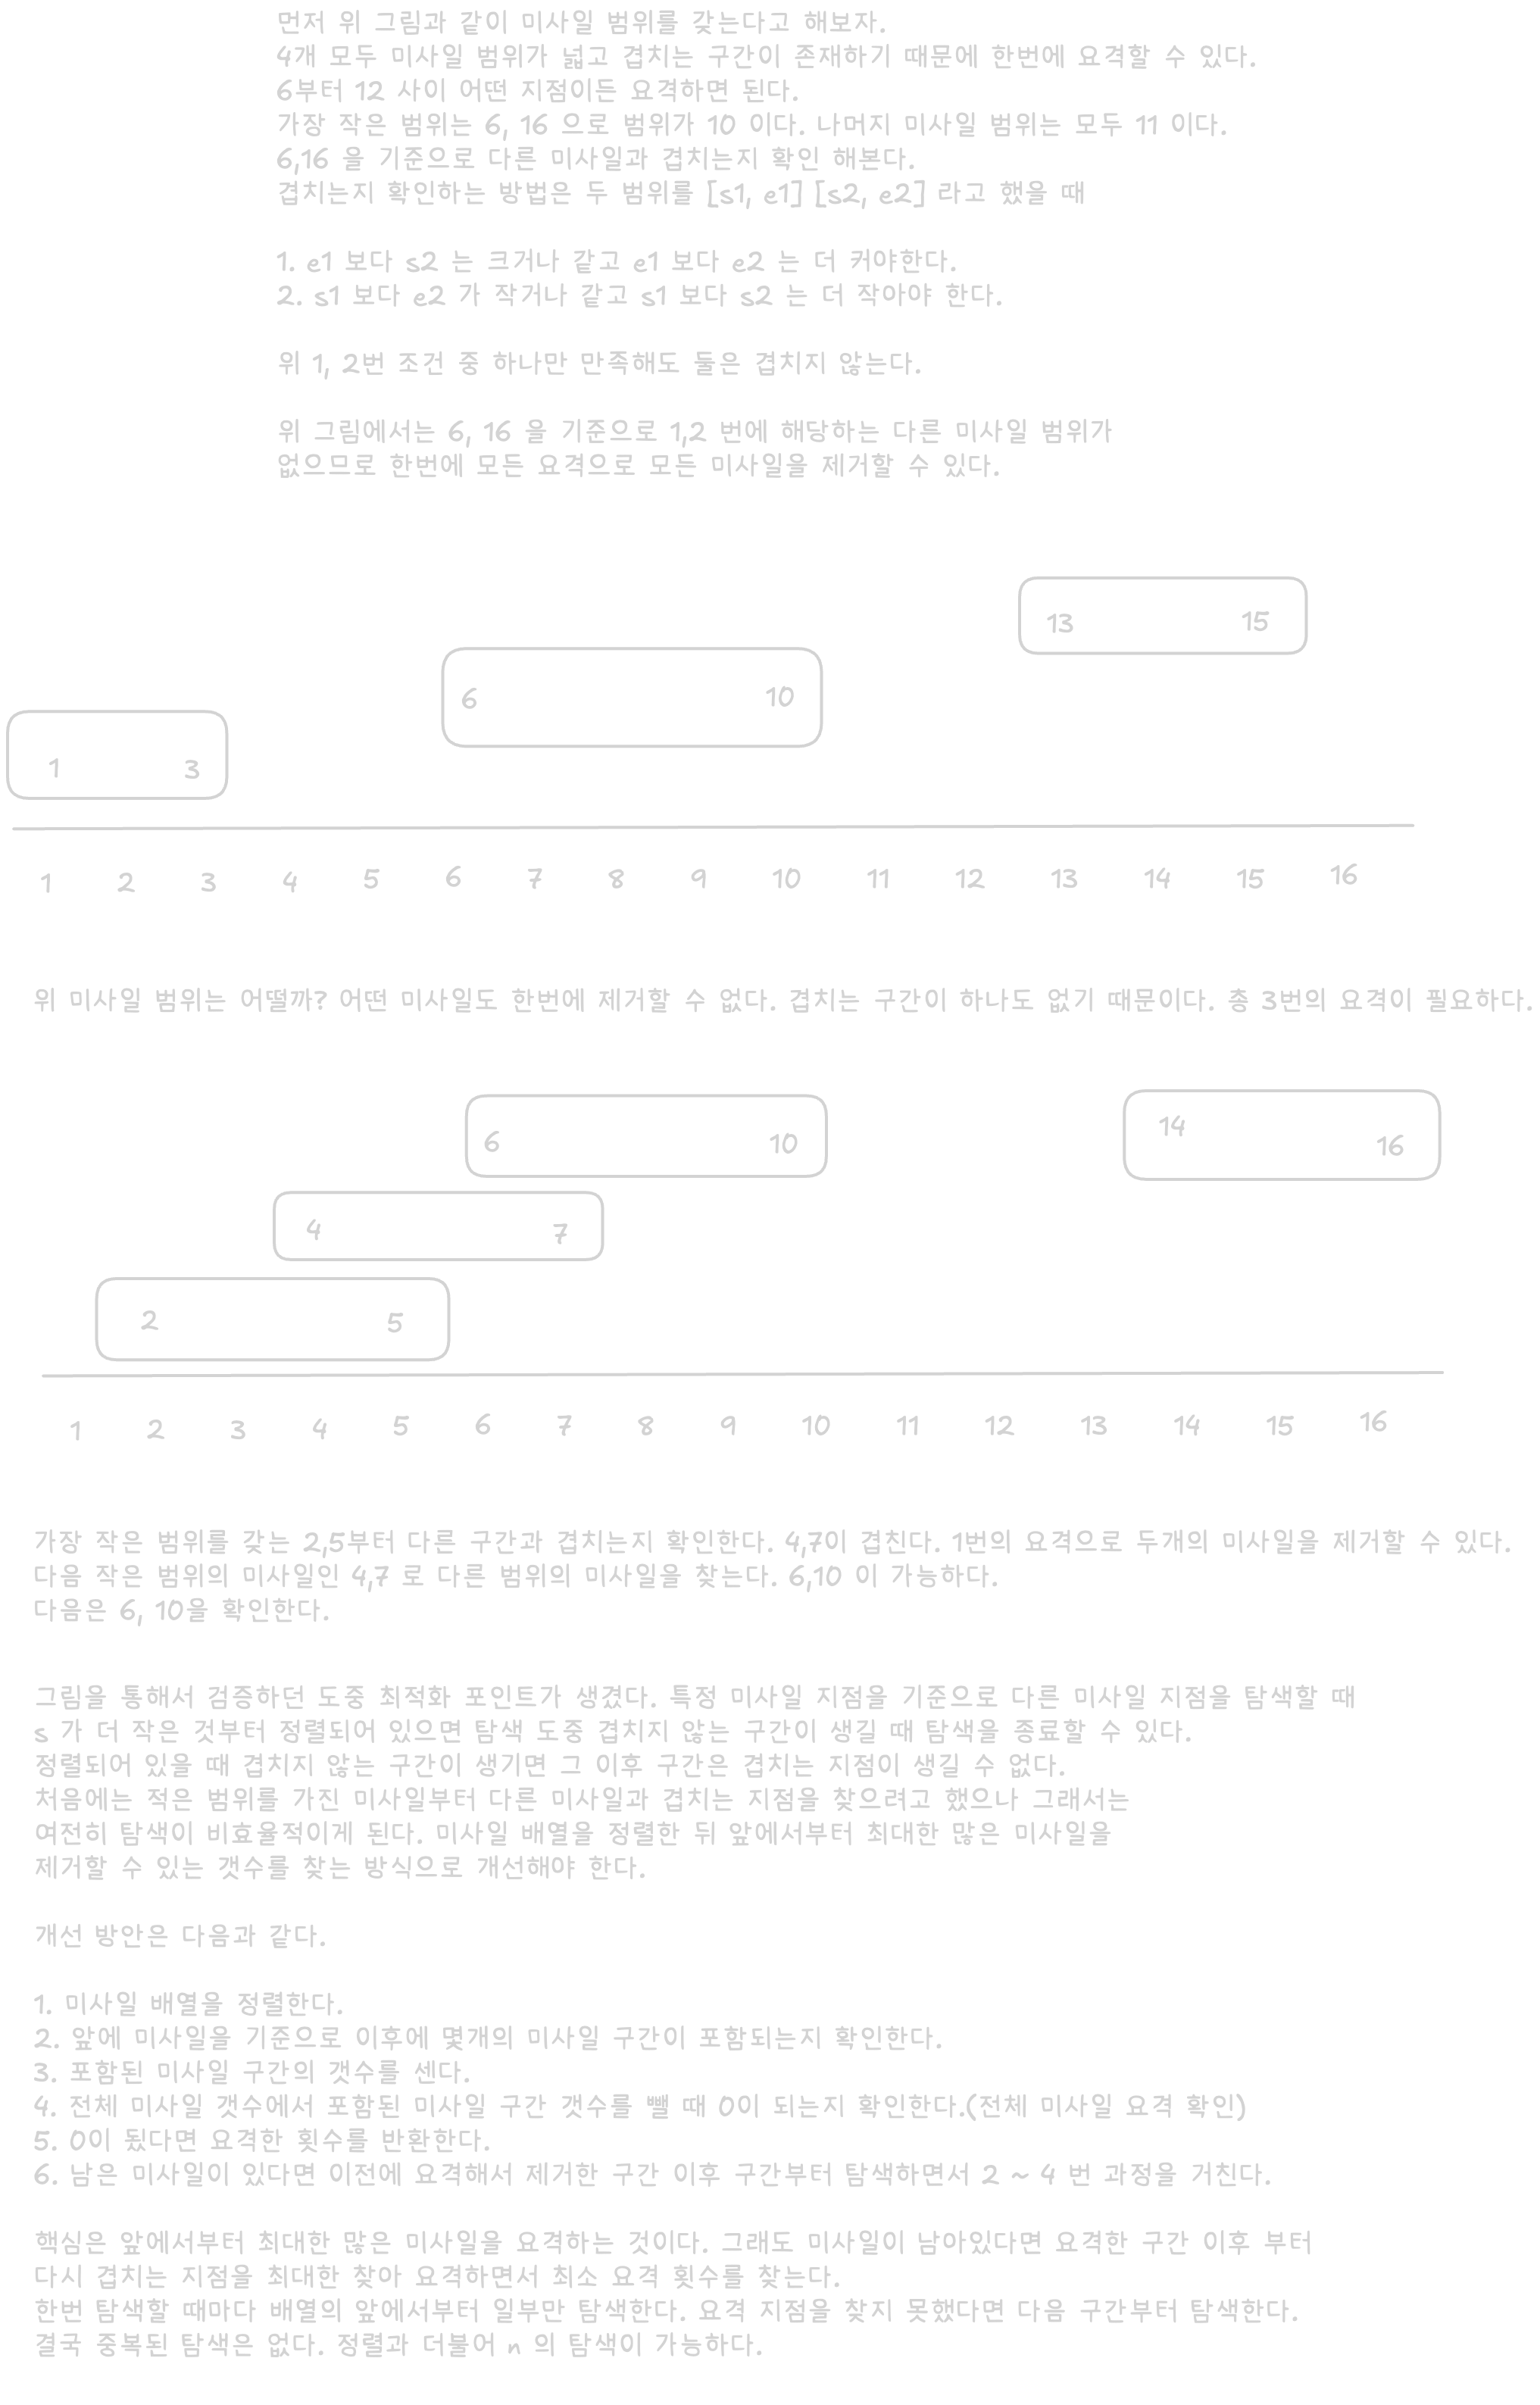 먼저 위 그림과 같이 미사일 범위를 갖는다고 해보자.
4개 모두 미사일 범위가 넓고 겹치는 구간이 존재하기 때문에 한번에 요격할 수 있다.
6부터 12 사이 어떤 지점이든 요격하면 된다.
가장 작은 범위는 6, 16 으로 범위가 10 이다. 나머지 미사일 범위는 모두 11 이다.
6,16 을 기준으로 다른 미사일과 겹치는지 확인 해본다.
겹치는지 확인하는 방법은 두 범위를 [s1, e1] [s2, e2] 라고 했을 때
1. e1 보다 s2 는 크거나 같고 e1 보다 e2 는 더 커야한다.
2. s1 보다 e2 가 작거나 같고 s1 보다 s2 는 더 작아야 한다.
위 1, 2번 조건 중 하나만 만족해도 둘은 겹치지 않는다.
위 그림에서는 6, 16 을 기준으로 1,2 번에 해당하는 다른 미사일 범위가
없으므로 한번에 모든 요격으로 모든 미사일을 제거할 수 있다.
13 15
6 10
1 3
1 2 3 4 5 6 7 8 9 10 11 12 13 14 15 16
위 미사일 범위는 어떨까? 어떤 미사일도 한번에 제거할 수 없다. 겹치는 구간이 하나도 없기 때문이다. 총 3번의 요격이 필요하다.
6 10
14 16
4 7
2 5
1 2 3 4 5 6 7 8 9 10 11 12 13 14 15 16
가장 작은 범위를 갖는 2,5부터 다른 구간과 겹치는지 확인한다. 4,7이 겹친다. 1번의 요격으로 두개의 미사일을 제거할 수 있다.
다음 작은 범위의 미사일인 4,7 로 다른 범위의 미사일을 찾는다. 6,10 이 가능하다.
다음은 6, 10을 확인한다.
그림을 통해서 검증하던 도중 최적화 포인트가 생겼다. 특정 미사일 지점을 기준으로 다른 미사일 지점을 탐색할 때
s 가 더 작은 것부터 정렬되어 있으면 탐색 도중 겹치지 않는 구간이 생길 때 탐색을 종료할 수 있다.
정렬되어 있을 때 겹치지 않는 구간이 생기면 그 이후 구간은 겹치는 지점이 생길 수 없다.
처음에는 적은 범위를 가진 미사일부터 다른 미사일과 겹치는 지점을 찾으려고 했으나 그래서는
여전히 탐색이 비효율적이게 된다. 미사일 배열을 정렬한 뒤 앞에서부터 최대한 많은 미사일을
제거할 수 있는 갯수를 찾는 방식으로 개선해야 한다.
개선 방안은 다음과 같다.
1. 미사일 배열을 정렬한다.
2. 앞에 미사일을 기준으로 이후에 몇개의 미사일 구간이 포함되는지 확인한다.
3. 포함된 미사일 구간의 갯수를 센다.
4. 전체 미사일 갯수에서 포함된 미사일 구간 갯수를 뺄 때 0이 되는지 확인한다.(전체 미사일 요격 확인)
5. 0이 됐다면 요격한 횟수를 반환한다.
6. 남은 미사일이 있다면 이전에 요격해서 제거한 구간 이후 구간부터 탐색하면서 2 ~ 4 번 과정을 거친다.
핵심은 앞에서부터 최대한 많은 미사일을 요격하는 것이다. 그래도 미사일이 남아있다면 요격한 구간 이후 부터
다시 겹치는 지점을 최대한 찾아 요격하면서 최소 요격 횟수를 찾는다.
한번 탐색할 때마다 배열의 앞에서부터 일부만 탐색한다. 요격 지점을 찾지 못했다면 다음 구간부터 탐색한다.
결국 중복된 탐색은 없다. 정렬과 더불어 n 의 탐색이 가능하다.